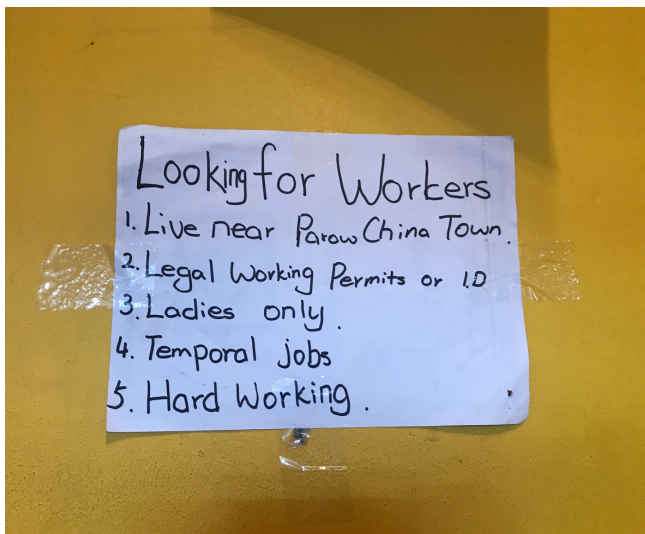 Looking for Workers
1. Live near Parow China Town.
2. Legal Working Permits or I.D
3. Ladies only.
4. Temporal jobs
5. Hard Working.